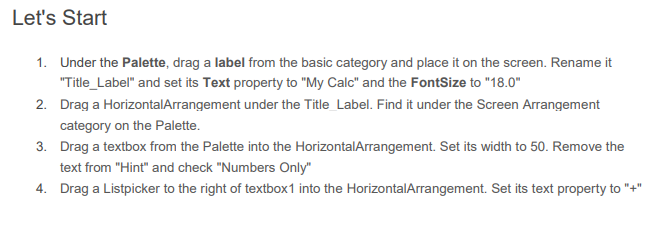 Let's Start
1. Under the Palette, drag a label from the basic category and place it on the screen. Rename it
"Title_Label" and set its Text property to "My Calc" and the FontSize to "18.0"
2. Drag a HorizontalArrangement under the Title_Label. Find it under the Screen Arrangement
category on the Palette.
3. Drag a textbox from the Palette into the HorizontalArrangement. Set its width to 50. Remove the
text from "Hint" and check "Numbers Only"
4. Drag a Listpicker to the right of textbox1 into the HorizontalArrangement. Set its text property to "+"